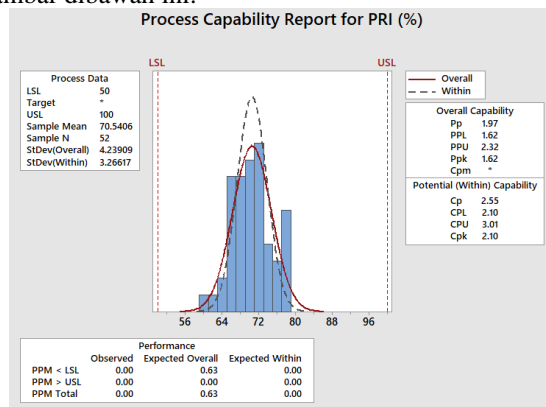 Process Capability Report for PRI (%)
LSL USL
Process Data
LSL 50
Target *
USL 100
Sample Mean 70.5406
Sample N 52
StDev(Overall) 4.23909
StDev(Within) 3.26617
Overall
Within
Overall Capability
Pp 1.97
PPL 1.62
PPU 2.32
Ppk 1.62
Cpm *
Potential (Within) Capability
Cp 2.55
CPL 2.10
CPU 3.01
Cpk 2.10
56 64 72 80 88 96
Performance
Observed Expected Overall Expected Within
PPM < LSL 0.00 0.63 0.00
PPM > USL 0.00 0.00 0.00
PPM Total 0.00 0.63 0.00